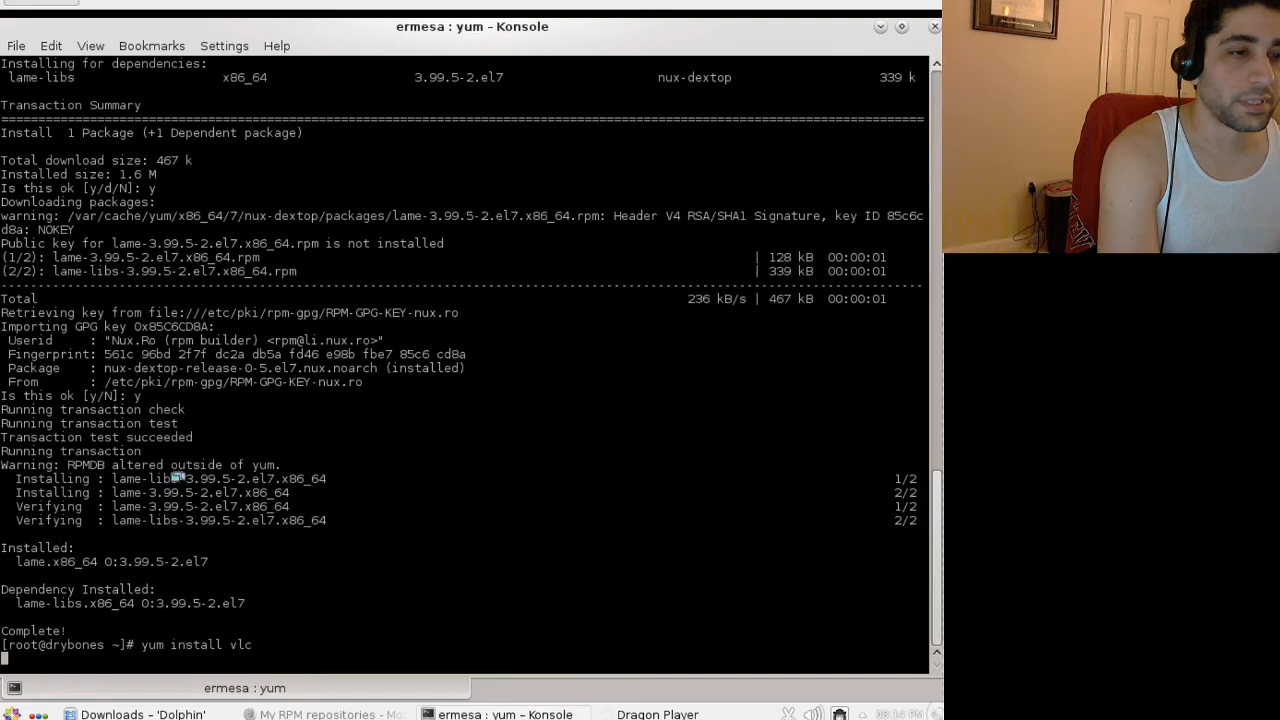 ermesa : yum – Konsole
File Edit View Bookmarks Settings Help
Installing for dependencies:
lame-libs x86_64 3.99.5-2.el7 nux-dextop 339 k
Transaction Summary
================================================================================
Install 1 Package (+1 Dependent package)
Total download size: 467 k
Installed size: 1.6 M
Is this ok [y/d/N]: y
Downloading packages:
warning: /var/cache/yum/x86_64/7/nux-dextop/packages/lame-3.99.5-2.el7.x86_64.rpm: Header V4 RSA/SHA1 Signature, key ID 85c6c
d8a: NOKEY
Public key for lame-3.99.5-2.el7.x86_64.rpm is not installed
(1/2): lame-3.99.5-2.el7.x86_64.rpm | 128 kB 00:00:01
(2/2): lame-libs-3.99.5-2.el7.x86_64.rpm | 339 kB 00:00:01
--------------------------------------------------------------------------------
Total 236 kB/s | 467 kB 00:00:01
Retrieving key from file:///etc/pki/rpm-gpg/RPM-GPG-KEY-nux.ro
Importing GPG key 0x85C6CD8A:
Userid : "Nux.Ro (rpm builder) <rpm@li.nux.ro>"
Fingerprint: 561c 96bd 2f7f dc2a db5a fd46 e98b fbe7 85c6 cd8a
Package : nux-dextop-release-0-5.el7.nux.noarch (installed)
From : /etc/pki/rpm-gpg/RPM-GPG-KEY-nux.ro
Is this ok [y/N]: y
Running transaction check
Running transaction test
Transaction test succeeded
Running transaction
Warning: RPMDB altered outside of yum.
Installing : lame-libs-3.99.5-2.el7.x86_64 1/2
Installing : lame-3.99.5-2.el7.x86_64 2/2
Verifying : lame-3.99.5-2.el7.x86_64 1/2
Verifying : lame-libs-3.99.5-2.el7.x86_64 2/2
Installed:
lame.x86_64 0:3.99.5-2.el7
Dependency Installed:
lame-libs.x86_64 0:3.99.5-2.el7
Complete!
[root@drybones ~]# yum install vlc
ermesa : yum
Downloads – 'Dolphin' My RPM repositories - Mo ermesa : yum – Konsole Dragon Player 08:14 PM